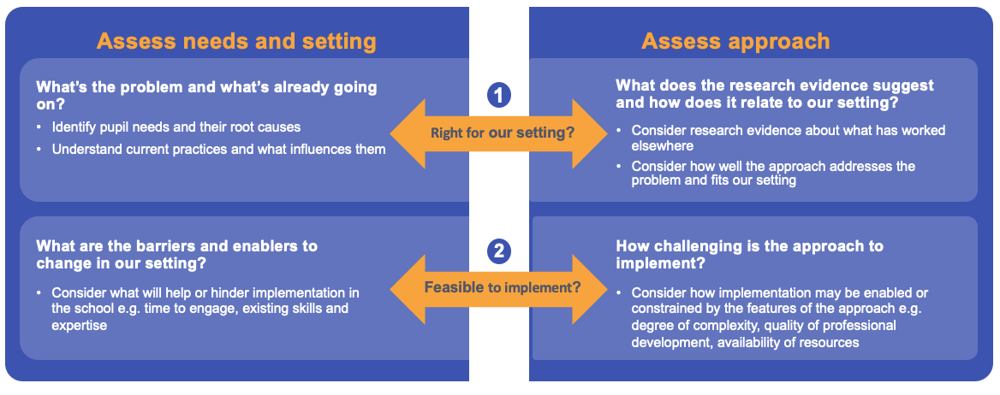 Assess needs and setting
Assess approach
What's the problem and what's already going
on?
• Identify pupil needs and their root causes
• Understand current practices and what influences them
1
Right for our setting?
What does the research evidence suggest
and how does it relate to our setting?
• Consider research evidence about what has worked
elsewhere
• Consider how well the approach addresses the
problem and fits our setting
What are the barriers and enablers to
change in our setting?
• Consider what will help or hinder implementation in
the school e.g. time to engage, existing skills and
expertise
2
Feasible to implement?
How challenging is the approach to
implement?
• Consider how implementation may be enabled or
constrained by the features of the approach e.g.
degree of complexity, quality of professional
development, availability of resources